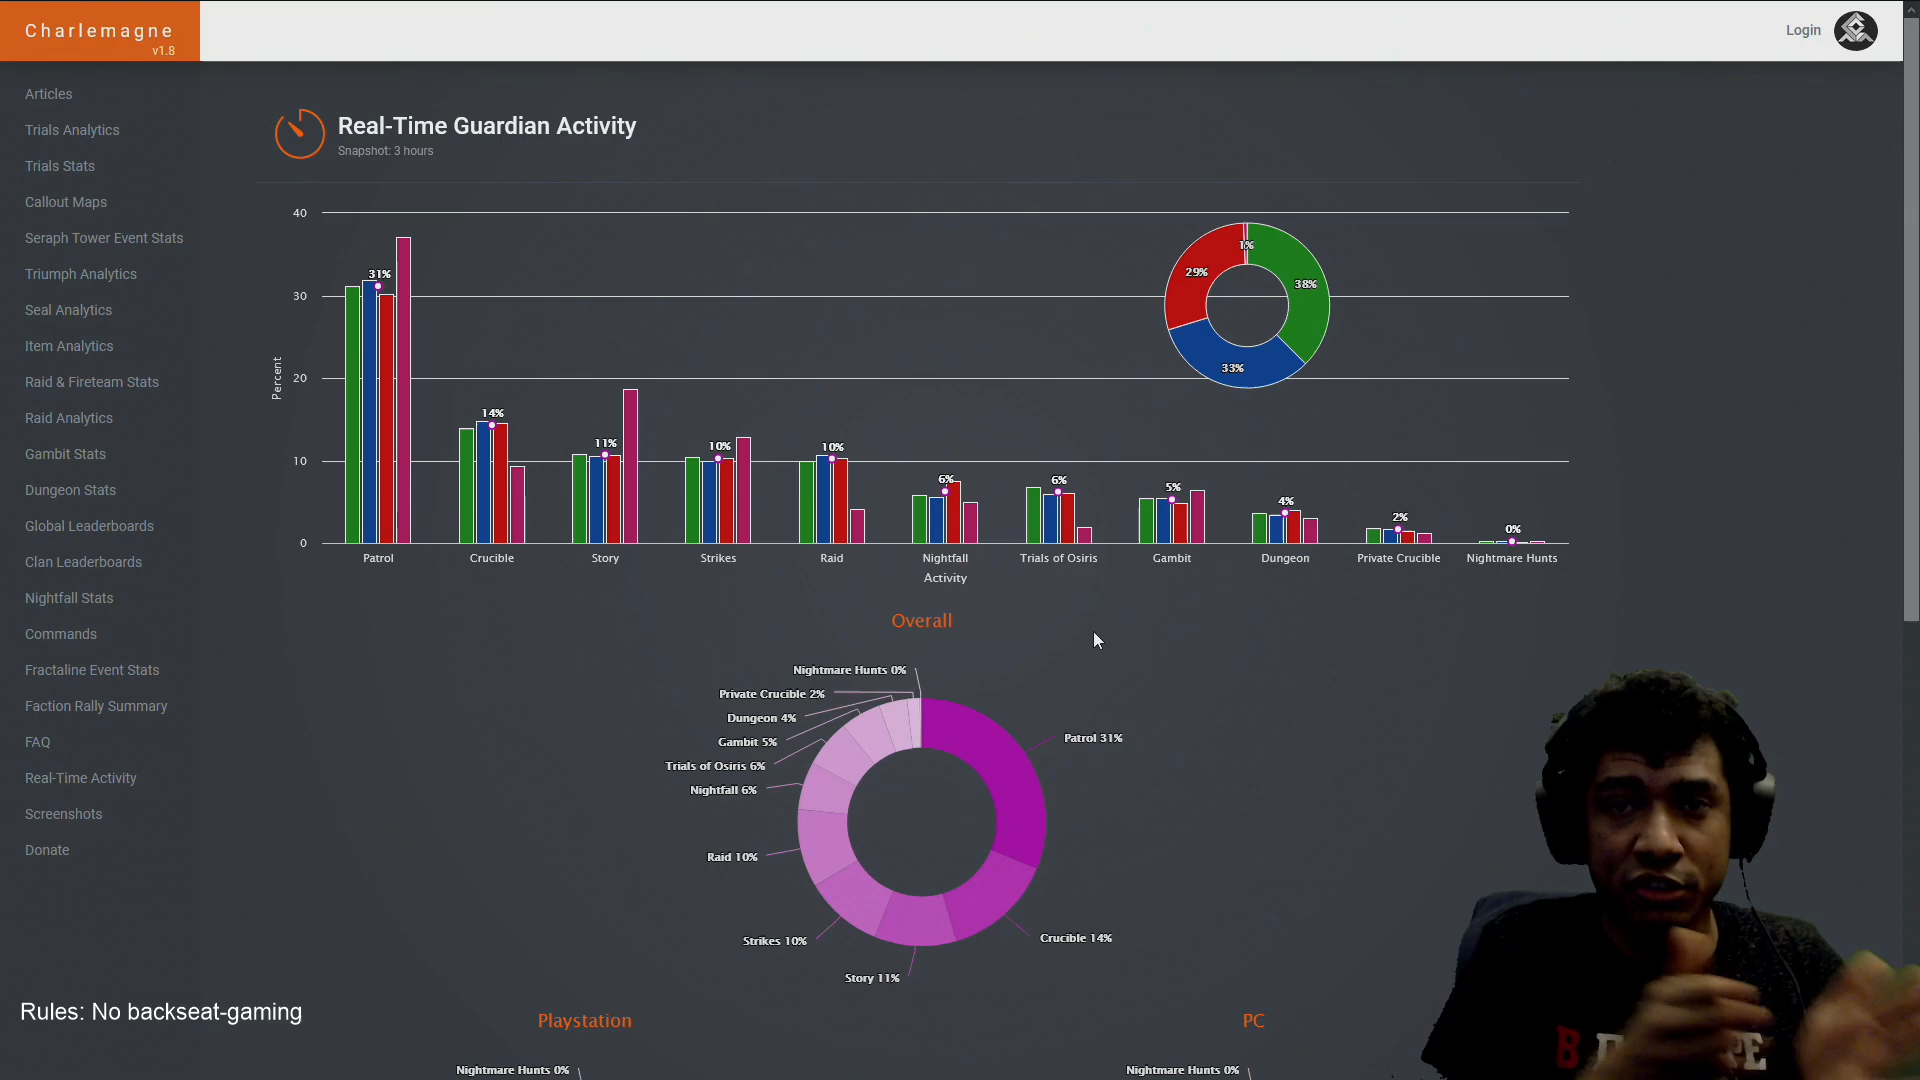 Charlemagne
v1.8
Login
Articles
Trials Analytics
Trials Stats
Callout Maps
Seraph Tower Event Stats
Triumph Analytics
Seal Analytics
Item Analytics
Raid & Fireteam Stats
Raid Analytics
Gambit Stats
Dungeon Stats
Global Leaderboards
Clan Leaderboards
Nightfall Stats
Commands
Fractaline Event Stats
Faction Rally Summary
FAQ
Real-Time Activity
Screenshots
Donate
Rules: No backseat-gaming
Real-Time Guardian Activity
Snapshot: 3 hours
40
30
20
10
0
Percent
31%
14%
11%
10%
10%
6%
6%
5%
4%
2%
0%
Patrol
Crucible
Story
Strikes
Raid
Nightfall
Trials of Osiris
Gambit
Dungeon
Private Crucible
Nightmare Hunts
Activity
1%
29%
38%
33%
Overall
Nightmare Hunts 0%
Private Crucible 2%
Dungeon 4%
Gambit 5%
Trials of Osiris 6%
Nightfall 6%
Raid 10%
Strikes 10%
Story 11%
Patrol 31%
Crucible 14%
Playstation
Nightmare Hunts 0%
PC
Nightmare Hunts 0%